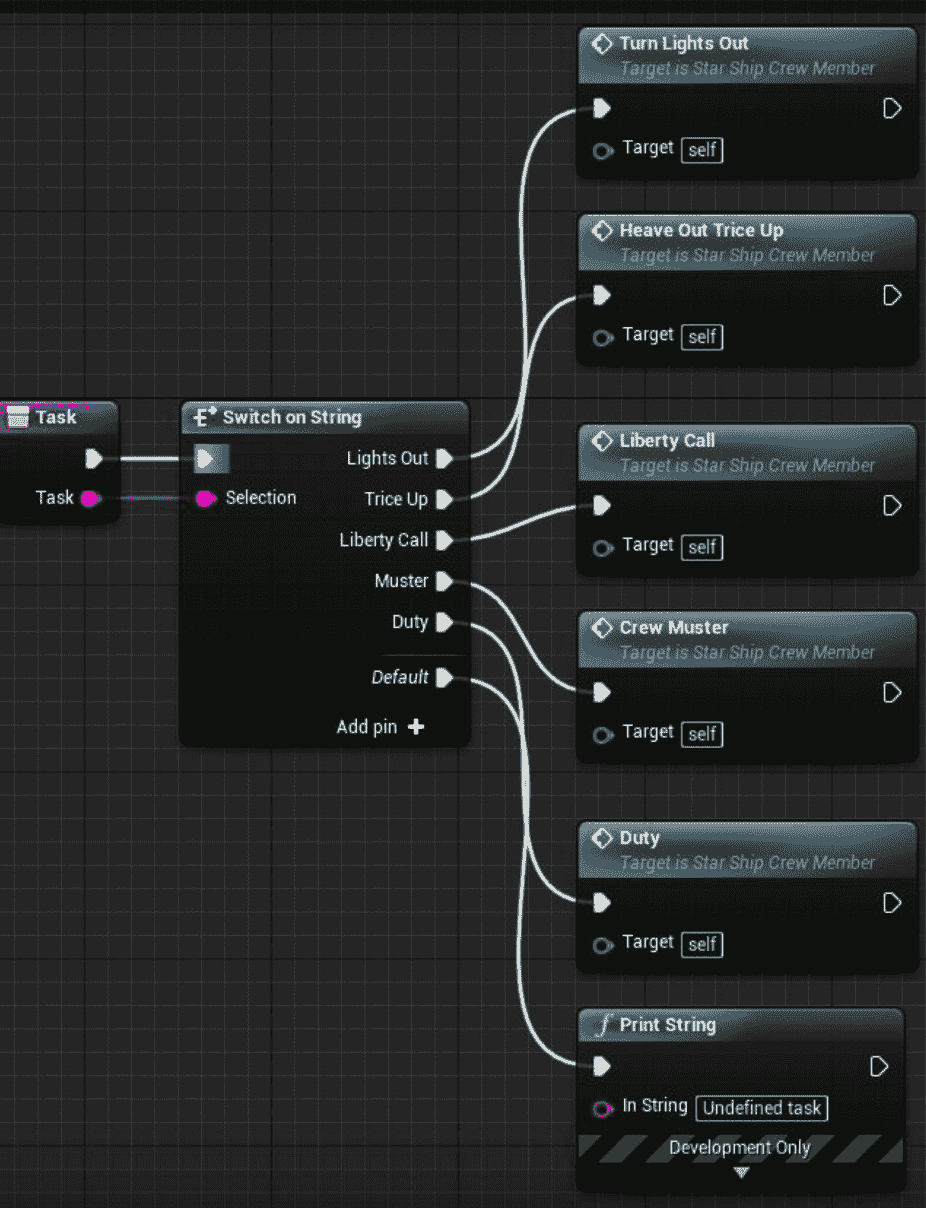 Task
Task
Switch on String
Selection
Lights Out
Trice Up
Liberty Call
Muster
Duty
Default
Add pin
Turn Lights Out
Target is Star Ship Crew Member
Target self
Heave Out Trice Up
Target is Star Ship Crew Member
Target self
Liberty Call
Target is Star Ship Crew Member
Target self
Crew Muster
Target is Star Ship Crew Member
Target self
Duty
Target is Star Ship Crew Member
Target self
Print String
In String Undefined task
Development Only